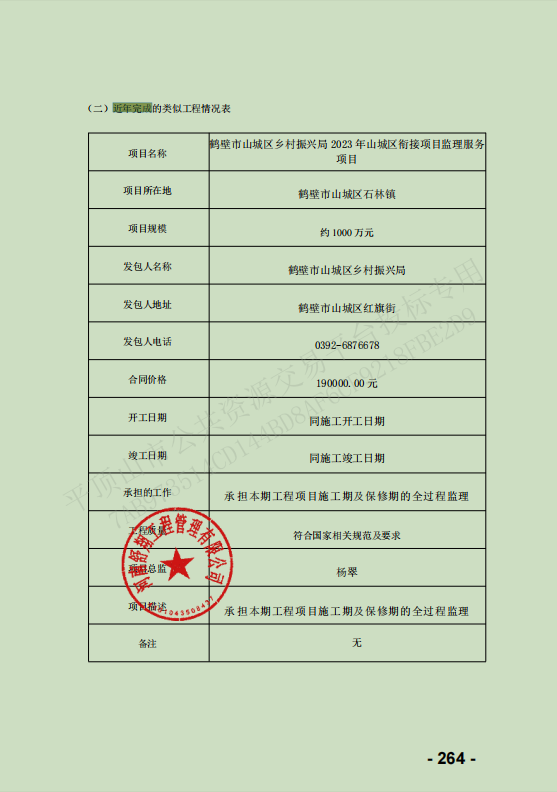 （二）近年完成的类似工程情况表
项目名称
鹤壁市山城区乡村振兴局 2023 年山城区衔接项目监理服务
项目
项目所在地
鹤壁市山城区石林镇
项目规模
约 1000 万元
发包人名称
鹤壁市山城区乡村振兴局
发包人地址
鹤壁市山城区红旗街
发包人电话
0392-6876678
合同价格
190000.00 元
开工日期
同施工开工日期
竣工日期
同施工竣工日期
承担的工作
承担本期工程项目施工期及保修期的全过程监理
工程质量
符合国家相关规范及要求
项目总监
杨翠
项目描述
承担本期工程项目施工期及保修期的全过程监理
备注
无
平顶山市公共资源交易平台投标专用
工程管理有限公司
- 264 -